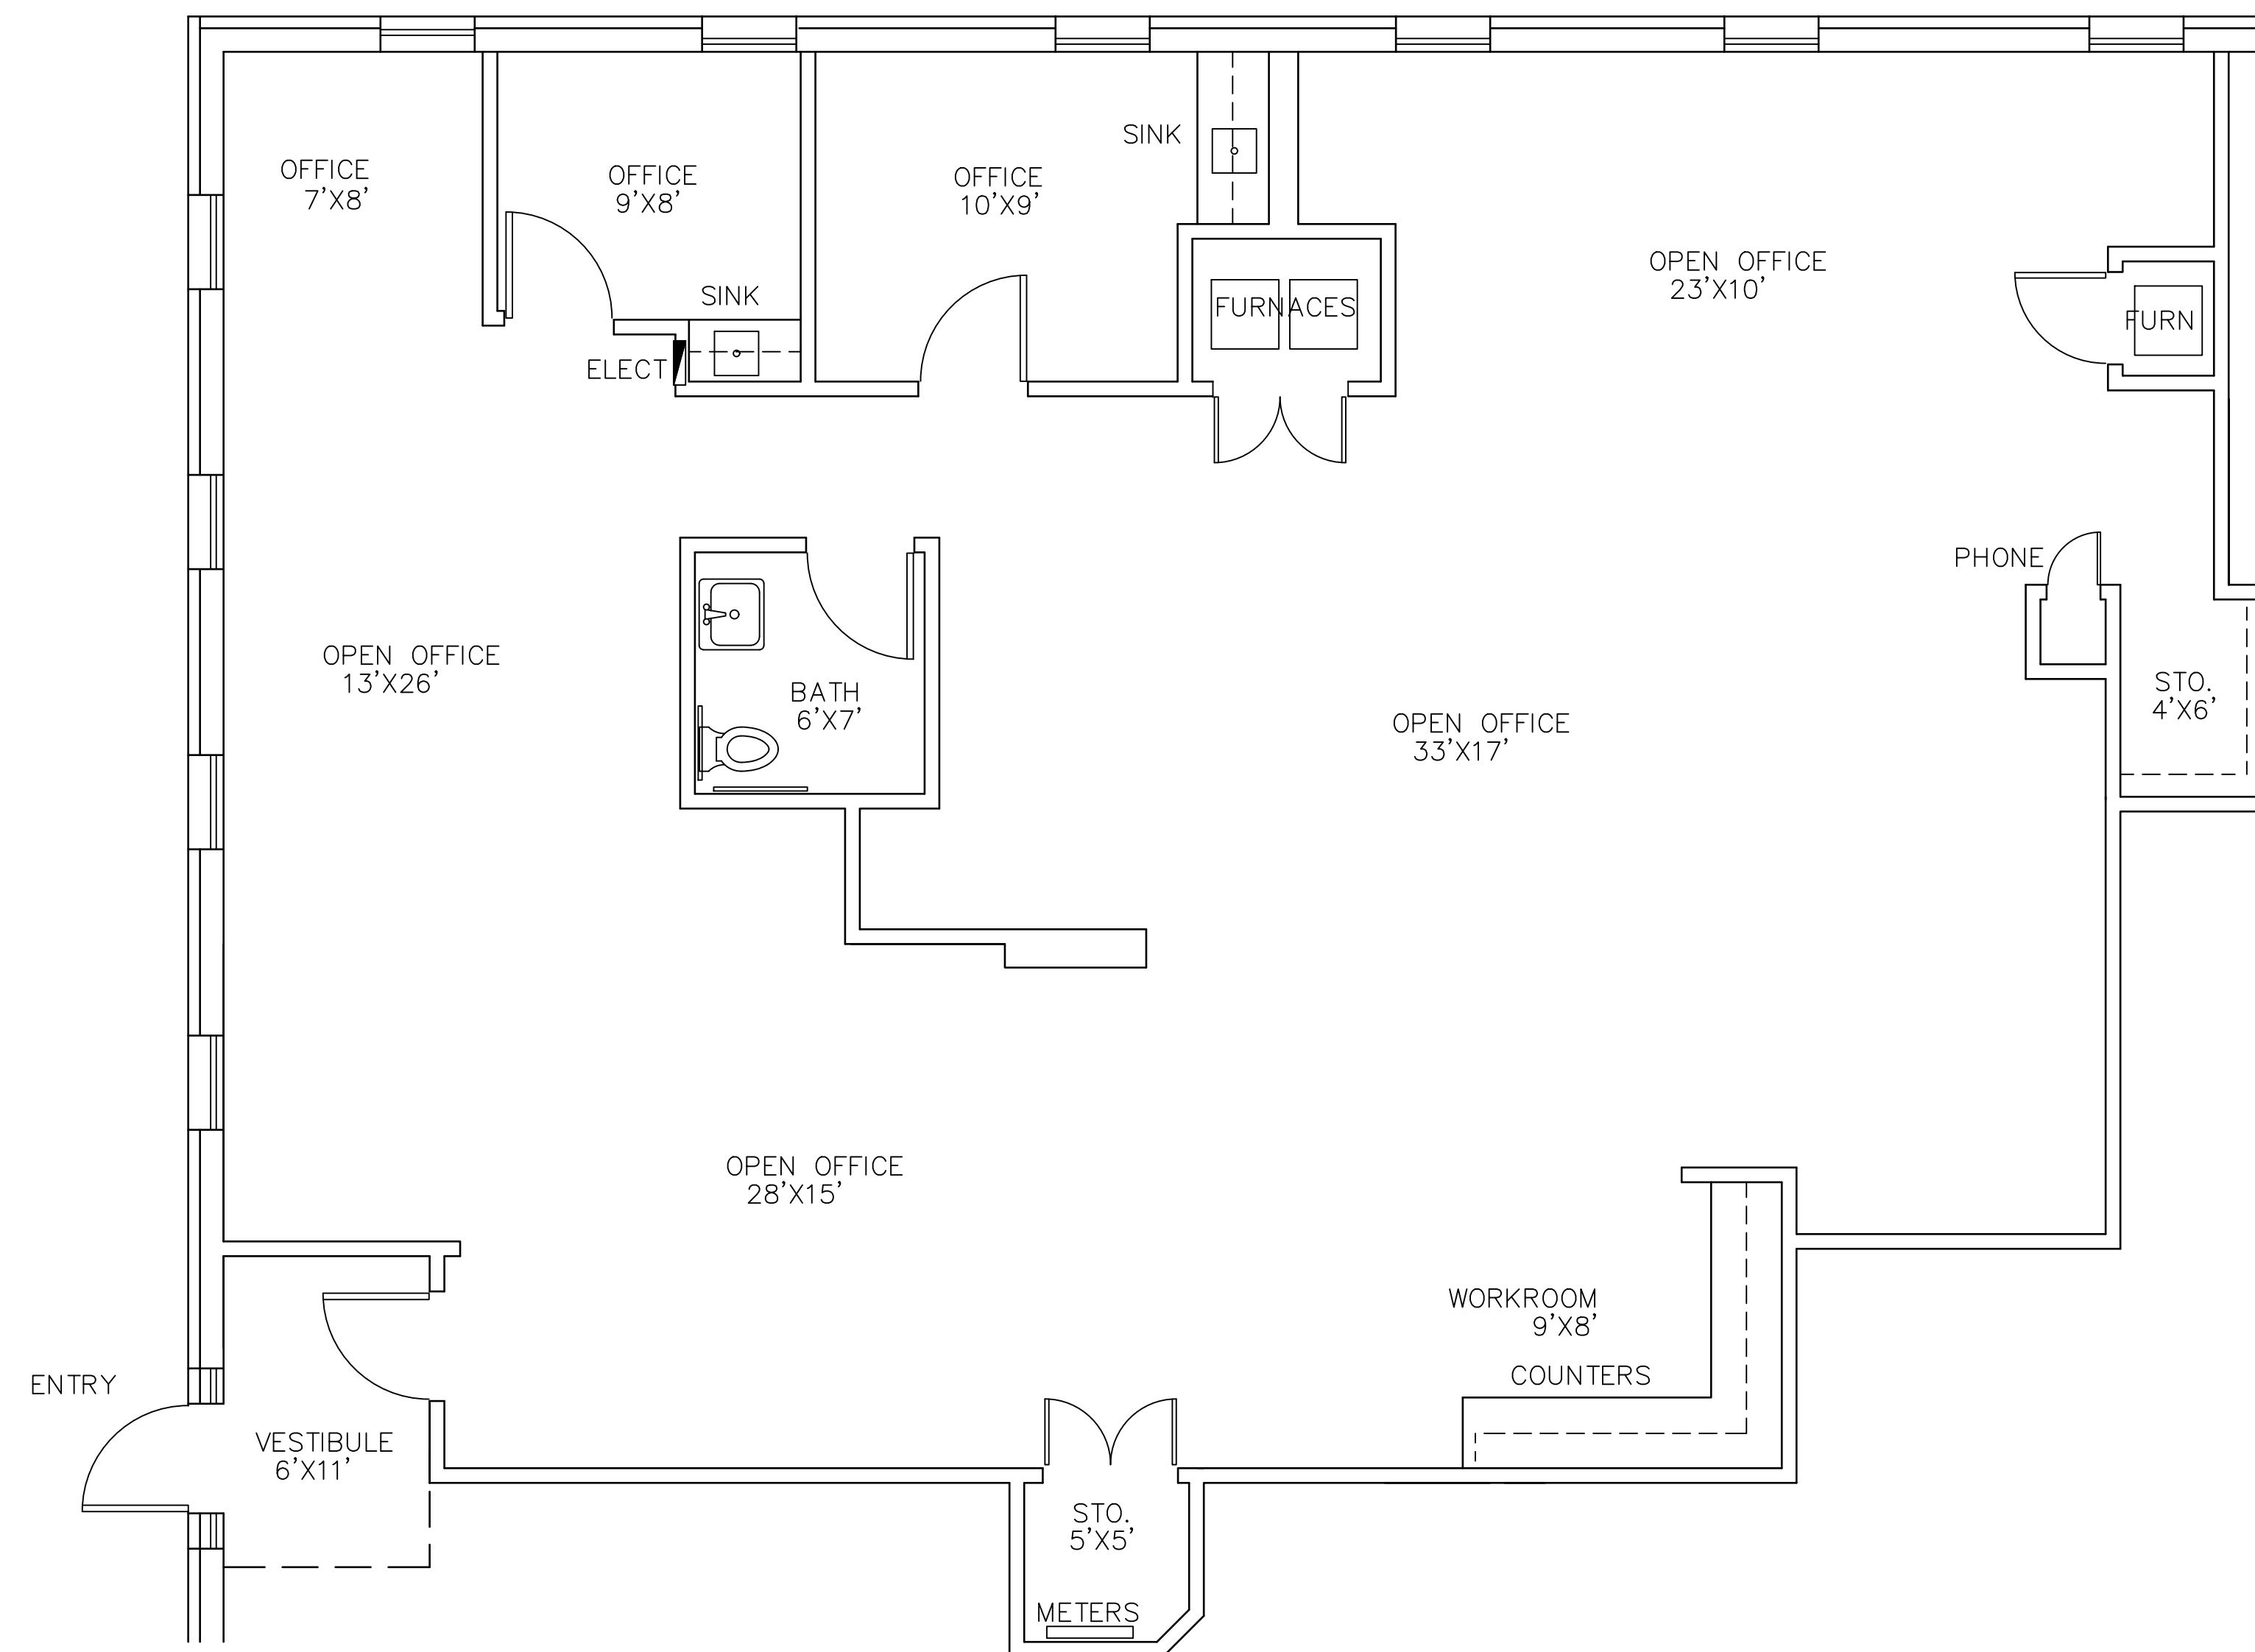 SINK
OFFICE
7'X8'
OFFICE
9'X8'
OFFICE
10'X9'
OPEN OFFICE
23'X10'
SINK
FURNACES
FURN
ELECT
PHONE
OPEN OFFICE
13'X26'
BATH
6'X7'
STO.
4'X6'
OPEN OFFICE
33'X17'
OPEN OFFICE
28'X15'
WORKROOM
9'X8'
COUNTERS
ENTRY
VESTIBULE
6'X11'
STO.
5'X5'
METERS